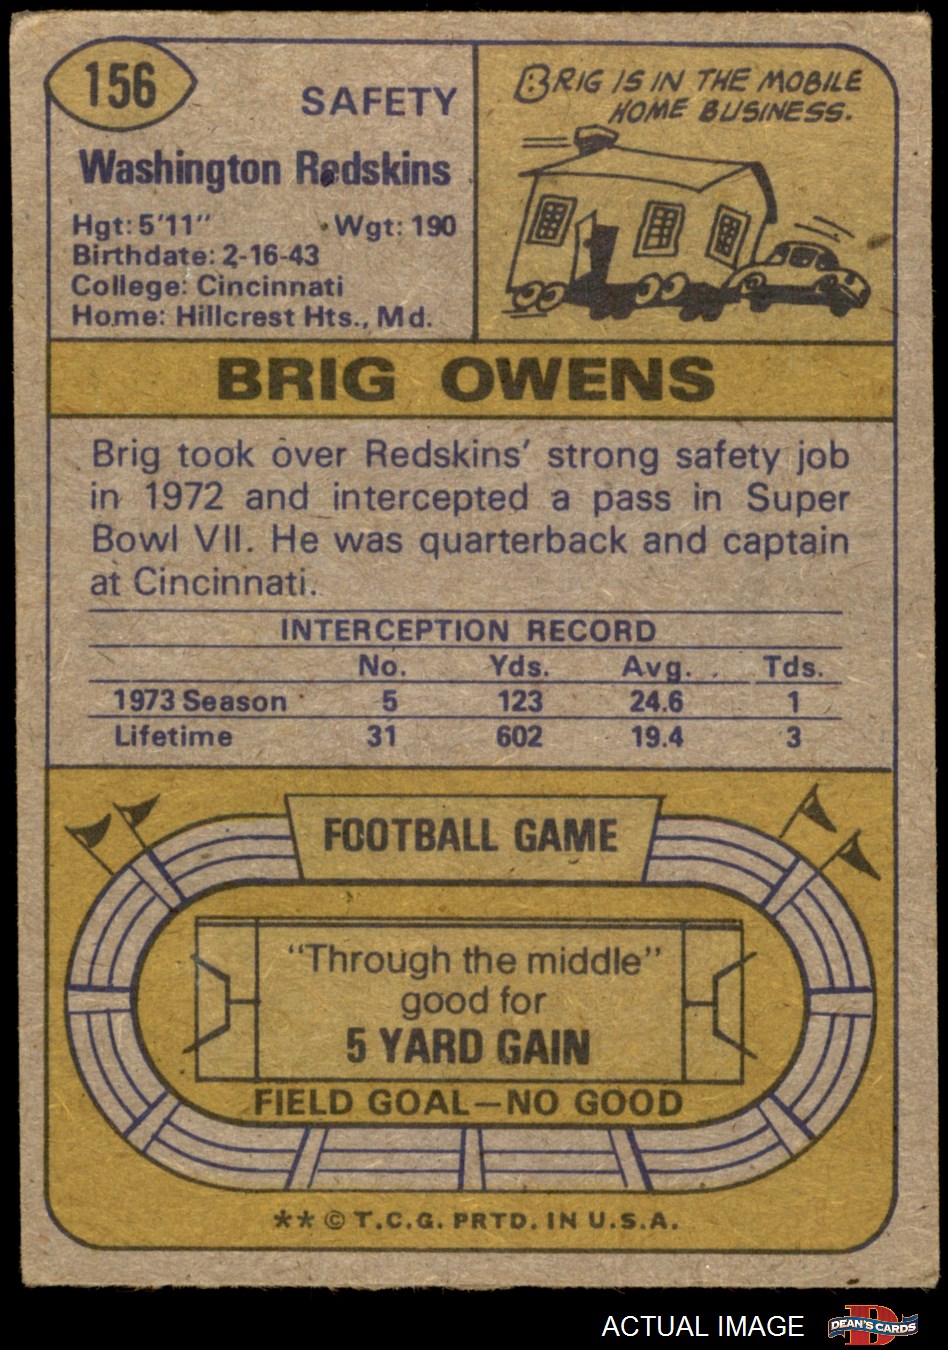 156
SAFETY
Washington Redskins
Hgt: 5'11" Wgt: 190
Birthdate: 2-16-43
College: Cincinnati
Home: Hillcrest Hts., Md.
BRIG IS IN THE MOBILE
HOME BUSINESS.
BRIG OWENS
Brig took over Redskins' strong safety job
in 1972 and intercepted a pass in Super
Bowl VII. He was quarterback and captain
at Cincinnati.
INTERCEPTION RECORD
No. Yds. Avg. Tds.
1973 Season 5 123 24.6 1
Lifetime 31 602 19.4 3
FOOTBALL GAME
"Through the middle"
good for
5 YARD GAIN
FIELD GOAL—NO GOOD
** © T.C.G. PRTD. IN U.S.A.
ACTUAL IMAGE
D
DEAN'S CARDS